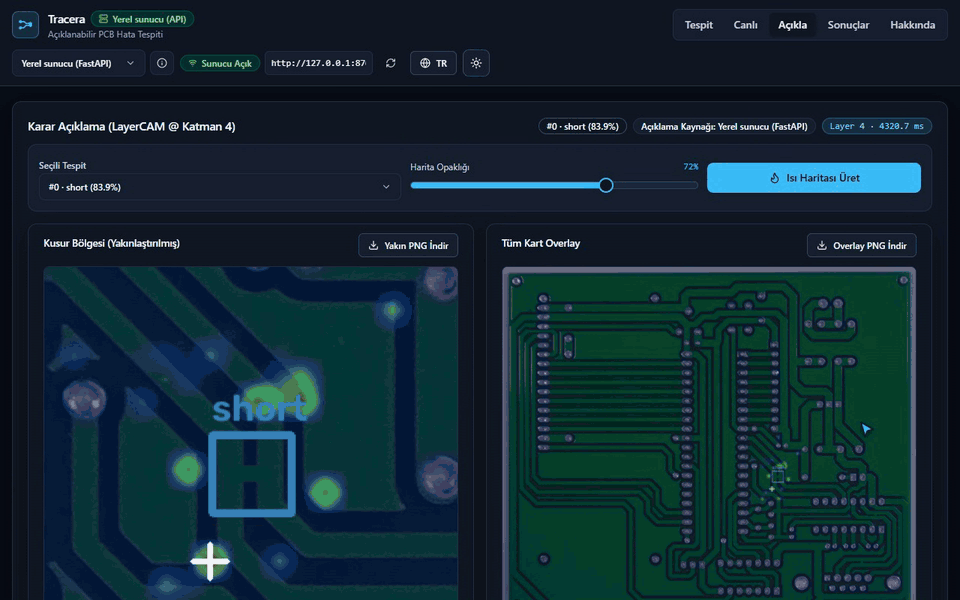 Tracera
Yerel sunucu (API)
Açıklanabilir PCB Hata Tespiti
Tespit
Canlı
Açıkla
Sonuçlar
Hakkında
Yerel sunucu (FastAPI)
Sunucu Açık
http://127.0.0.1:87
TR
Karar Açıklama (LayerCAM @ Katman 4)
#0 · short (83.9%)
Açıklama Kaynağı: Yerel sunucu (FastAPI)
Layer 4 · 4320.7 ms
Seçili Tespit
#0 · short (83.9%)
Harita Opaklığı
72%
Isı Haritası Üret
Kusur Bölgesi (Yakınlaştırılmış)
Yakın PNG İndir
Tüm Kart Overlay
Overlay PNG İndir
short